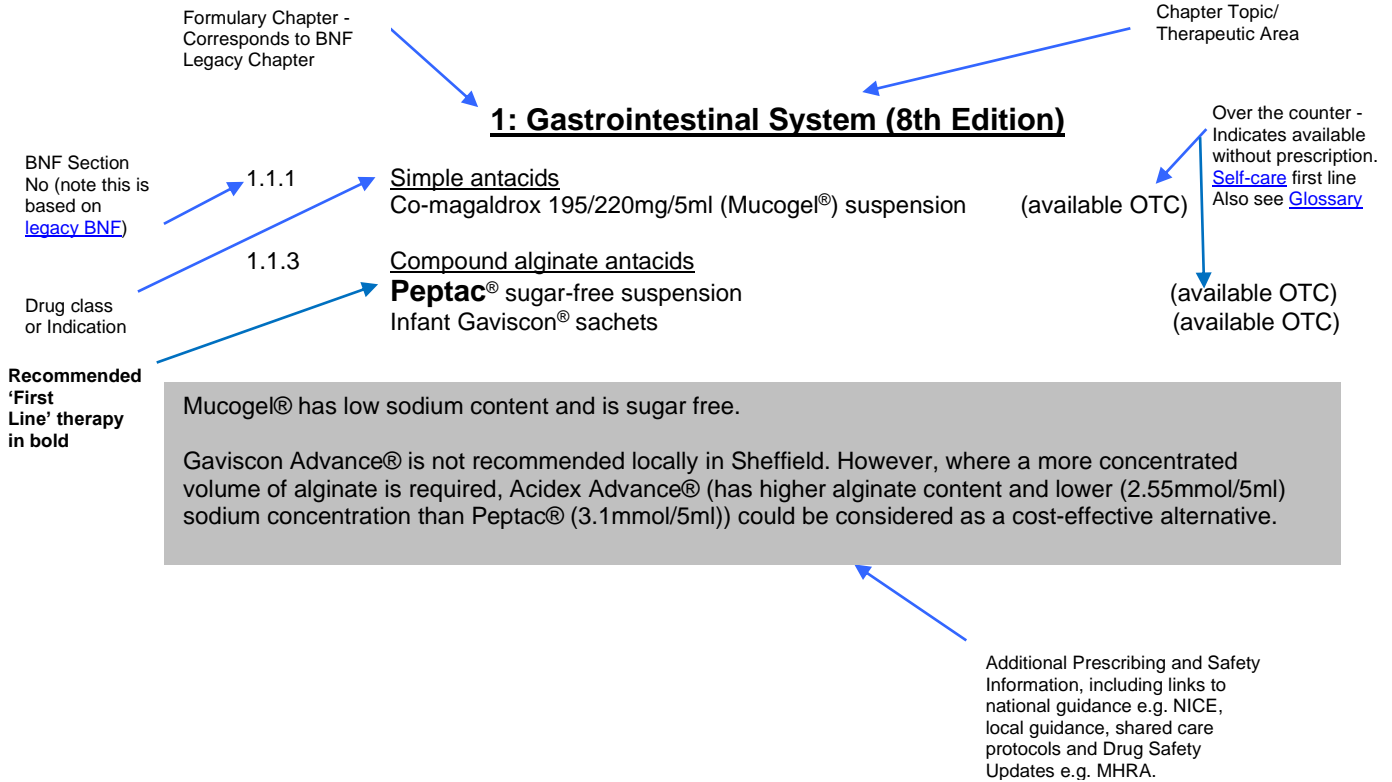 Formulary Chapter -
Corresponds to BNF
Legacy Chapter
Chapter Topic/
Therapeutic Area
1: Gastrointestinal System (8th Edition)
Over the counter -
Indicates available
without prescription.
Self-care first line
Also see Glossary
BNF Section
No (note this is
based on
legacy BNF)
1.1.1 Simple antacids
Co-magaldrox 195/220mg/5ml (Mucogel®) suspension (available OTC)
1.1.3 Compound alginate antacids
Peptac® sugar-free suspension (available OTC)
Infant Gaviscon® sachets (available OTC)
Drug class
or Indication
Recommended
‘First
Line’ therapy
in bold
Mucogel® has low sodium content and is sugar free.
Gaviscon Advance® is not recommended locally in Sheffield. However, where a more concentrated
volume of alginate is required, Acidex Advance® (has higher alginate content and lower (2.55mmol/5ml)
sodium concentration than Peptac® (3.1mmol/5ml)) could be considered as a cost-effective alternative.
Additional Prescribing and Safety
Information, including links to
national guidance e.g. NICE,
local guidance, shared care
protocols and Drug Safety
Updates e.g. MHRA.